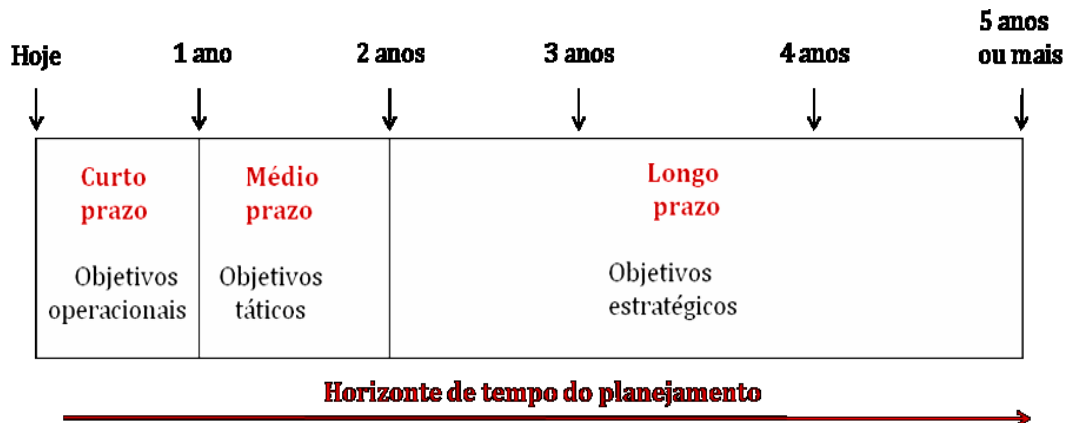 Hoje
1 ano
2 anos
3 anos
4 anos
5 anos
ou mais
Curto
prazo
Objetivos
operacionais
Médio
prazo
Objetivos
táticos
Longo
prazo
Objetivos
estratégicos
Horizonte de tempo do planejamento